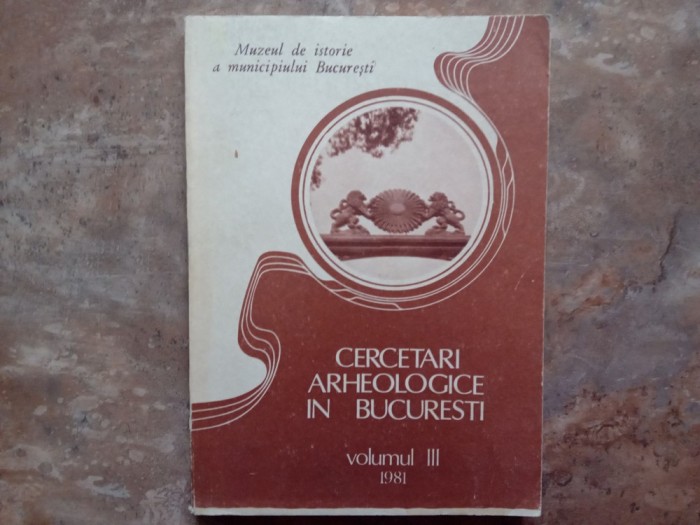 Muzeul de istorie
a municipiului București
CERCETARI
ARHEOLOGICE
IN BUCURESTI
volumul III
1981